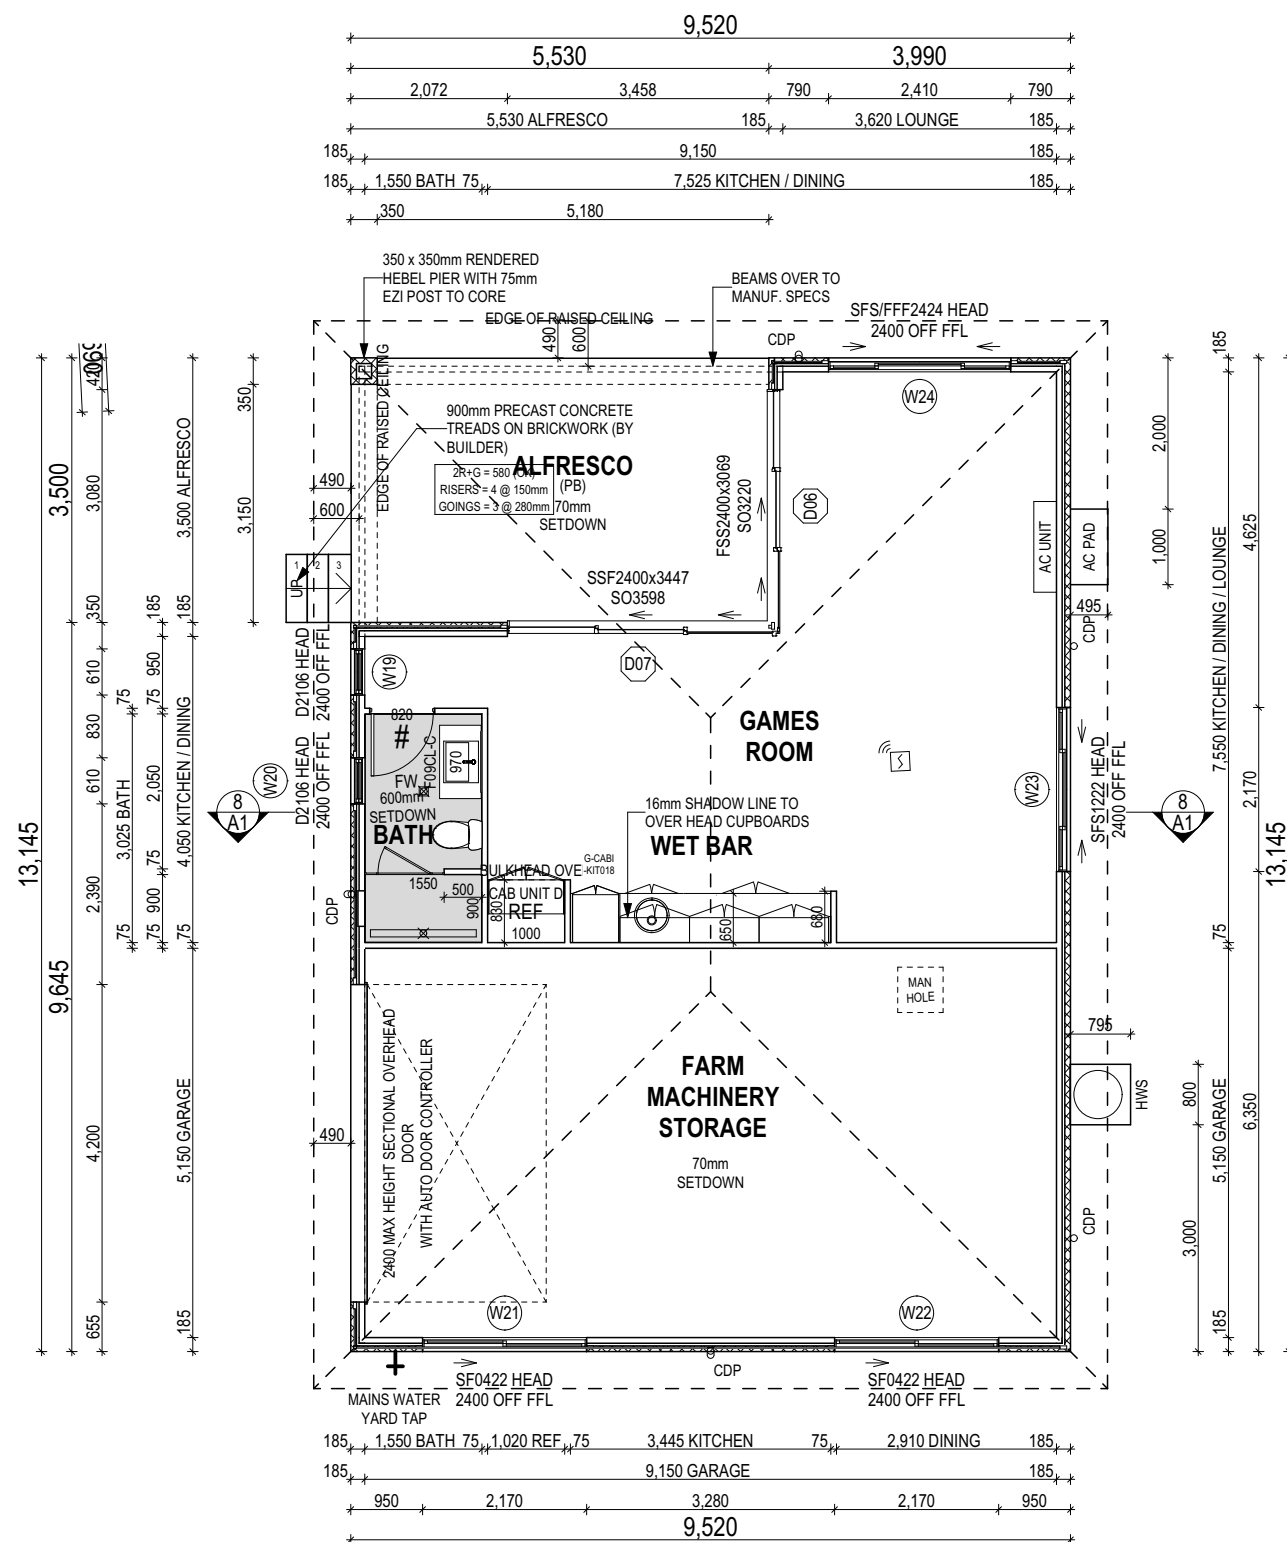 9,520
5,530 3,990
2,072 3,458 790 2,410 790
5,530 ALFRESCO 185 3,620 LOUNGE 185
185 9,150 185
185 1,550 BATH 75 7,525 KITCHEN / DINING 185
350 5,180
350 x 350mm RENDERED
HEBEL PIER WITH 75mm
EZI POST TO CORE
BEAMS OVER TO
MANUF. SPECS
EDGE OF RAISED CEILING
SFS/FFF2424 HEAD
2400 OFF FFL
490
600
CDP
W24
EDGE OF RAISED CEILING
900mm PRECAST CONCRETE
TREADS ON BRICKWORK (BY
BUILDER)
ALFRESCO
(PB)
70mm
SETDOWN
2R+G = 580 (OK)
RISERS = 4 @ 150mm
GOINGS = 3 @ 280mm
490
600
UP
1 2 3
FSS2400x3069
SO3220
D06
SSF2400x3447
SO3598
D07
AC UNIT
AC PAD
495
CDP
W19
D2106 HEAD
2400 OFF FFL
W20
D2106 HEAD
2400 OFF FFL
8
A1
820
#
F09CL-C
970
FW
600mm
SETDOWN
BATH
1550
500
900
GAMES
ROOM
W23
SFS1222 HEAD
2400 OFF FFL
8
A1
16mm SHADOW LINE TO
OVER HEAD CUPBOARDS
WET BAR
BULKHEAD OVE
G-CABI
-KIT018
CAB UNIT D
REF
830
1000
650
680
CDP
MAN
HOLE
795
HWS
FARM
MACHINERY
STORAGE
70mm
SETDOWN
490
2400 MAX HEIGHT SECTIONAL OVERHEAD
DOOR
WITH AUTO DOOR CONTROLLER
CDP
W21
W22
MAINS WATER
YARD TAP
SF0422 HEAD
2400 OFF FFL
CDP
SF0422 HEAD
2400 OFF FFL
13,145
3,500
9,645
420
3,080
350
610
830
610
2,390
4,200
655
75
3,025 BATH
75
185
950
75
2,050
75
900
75
3,500 ALFRESCO
185
4,050 KITCHEN / DINING
75
5,150 GARAGE
185
350
3,150
2,000
1,000
800
3,000
185
7,550 KITCHEN / DINING / LOUNGE
75
5,150 GARAGE
185
4,625
2,170
6,350
13,145
185 1,550 BATH 75 1,020 REF 75 3,445 KITCHEN 75 2,910 DINING 185
185 9,150 GARAGE 185
950 2,170 3,280 2,170 950
9,520